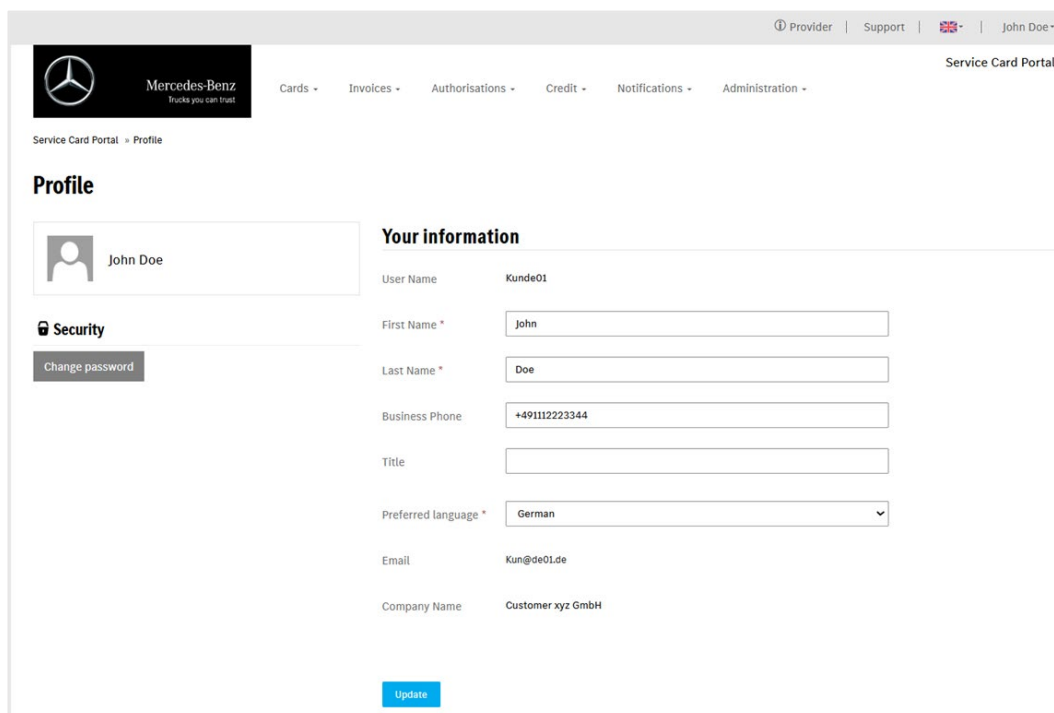 Provider | Support | John Doe
Service Card Portal
Mercedes-Benz
Trucks you can trust
Cards Invoices Authorisations Credit Notifications Administration
Service Card Portal » Profile
Profile
John Doe
Security
Change password
Your information
User Name Kunde01
First Name * John
Last Name * Doe
Business Phone +491112223344
Title
Preferred language * German
Email Kun@de01.de
Company Name Customer xyz GmbH
Update